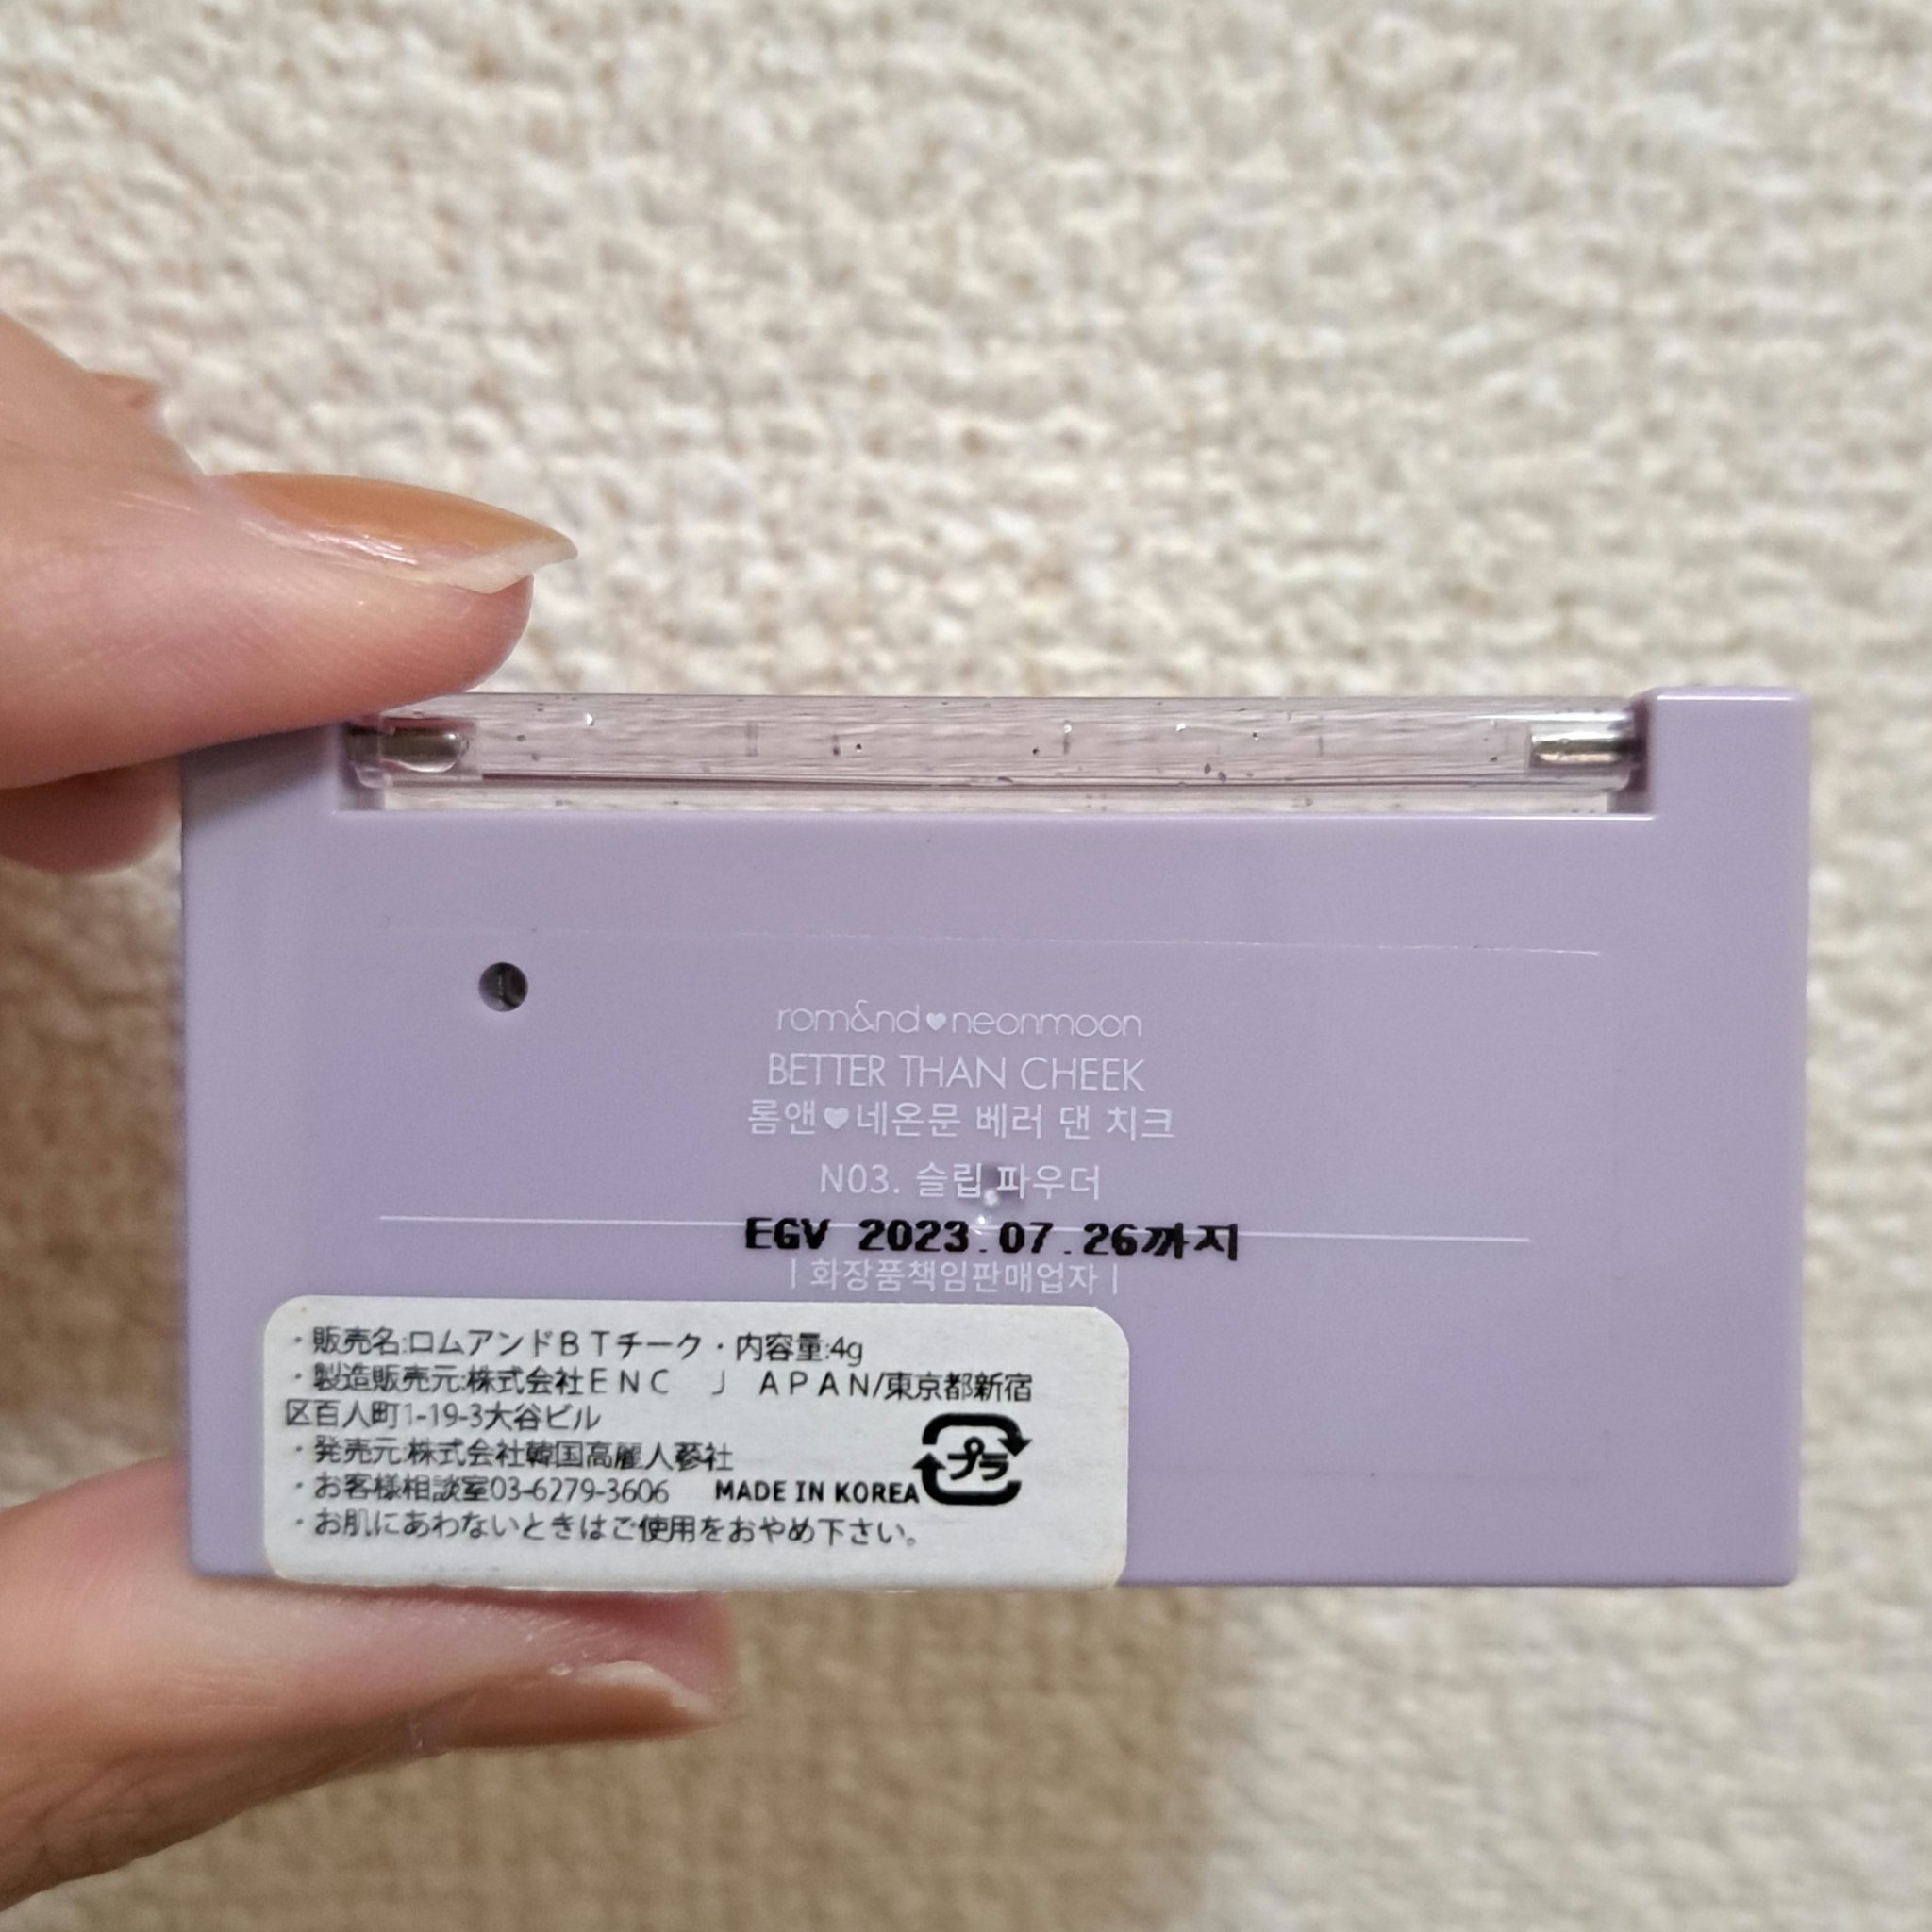 rom&nd♥neonmoon
BETTER THAN CHEEK
롬앤♥네온문 베러 댄 치크
N03. 슬립 파우더
EGV 2023.07.26까지
| 화장품책임판매업자 |
・販売名:ロムアンドＢＴチーク・内容量:4g
・製造販売元:株式会社ＥＮＣ　ＪＡＰＡＮ/東京都新宿
区百人町1-19-3大谷ビル
・発売元:株式会社韓国高麗人蔘社
・お客様相談室03-6279-3606 MADE IN KOREA
プラ
・お肌にあわないときはご使用をおやめ下さい。